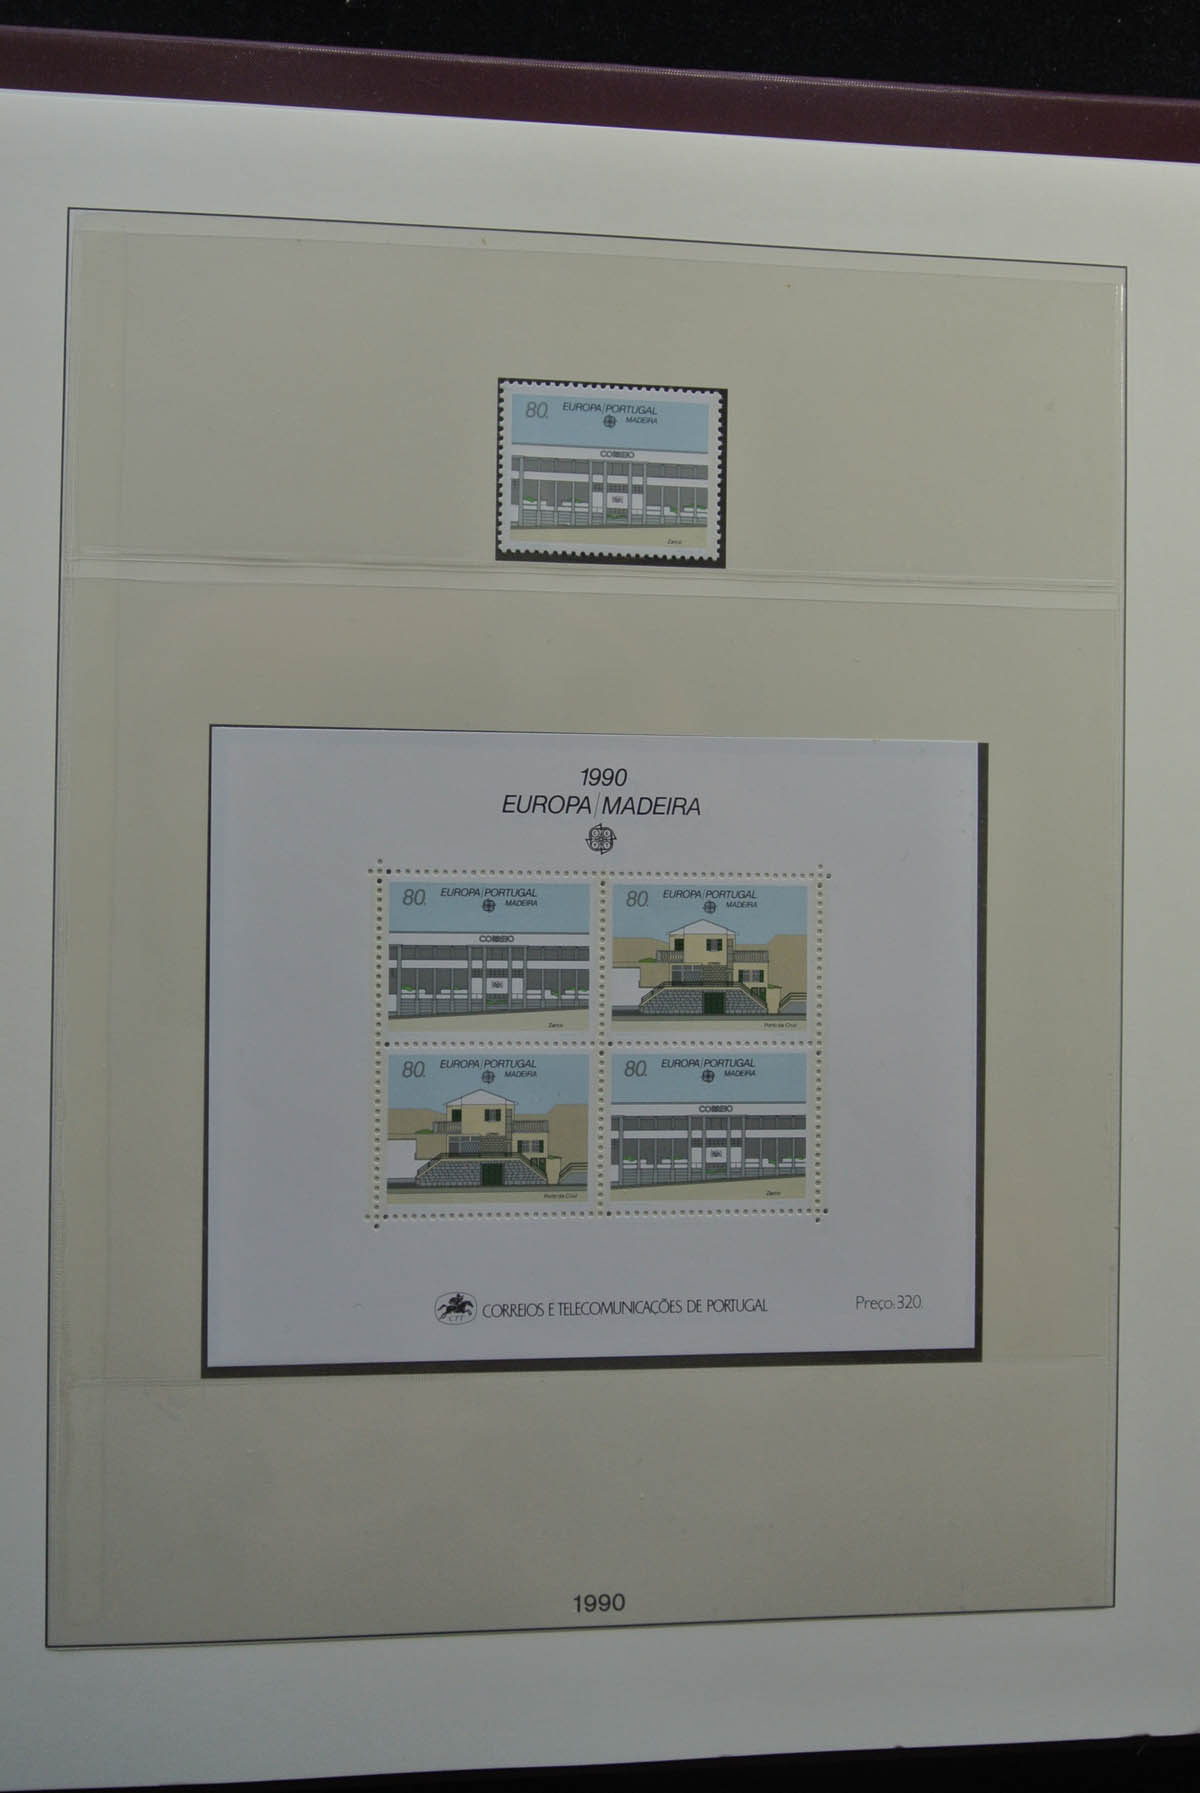 80. EUROPA/PORTUGAL
MADEIRA
CORREIO
Zarco
1990
EUROPA/MADEIRA
80. EUROPA/PORTUGAL
MADEIRA
CORREIO
Zarco
80. EUROPA/PORTUGAL
MADEIRA
Porto da Cruz
80. EUROPA/PORTUGAL
MADEIRA
Porto da Cruz
80. EUROPA/PORTUGAL
MADEIRA
CORREIO
Zarco
CTT
CORREIOS E TELECOMUNICAÇÕES DE PORTUGAL
Preço: 320.
1990